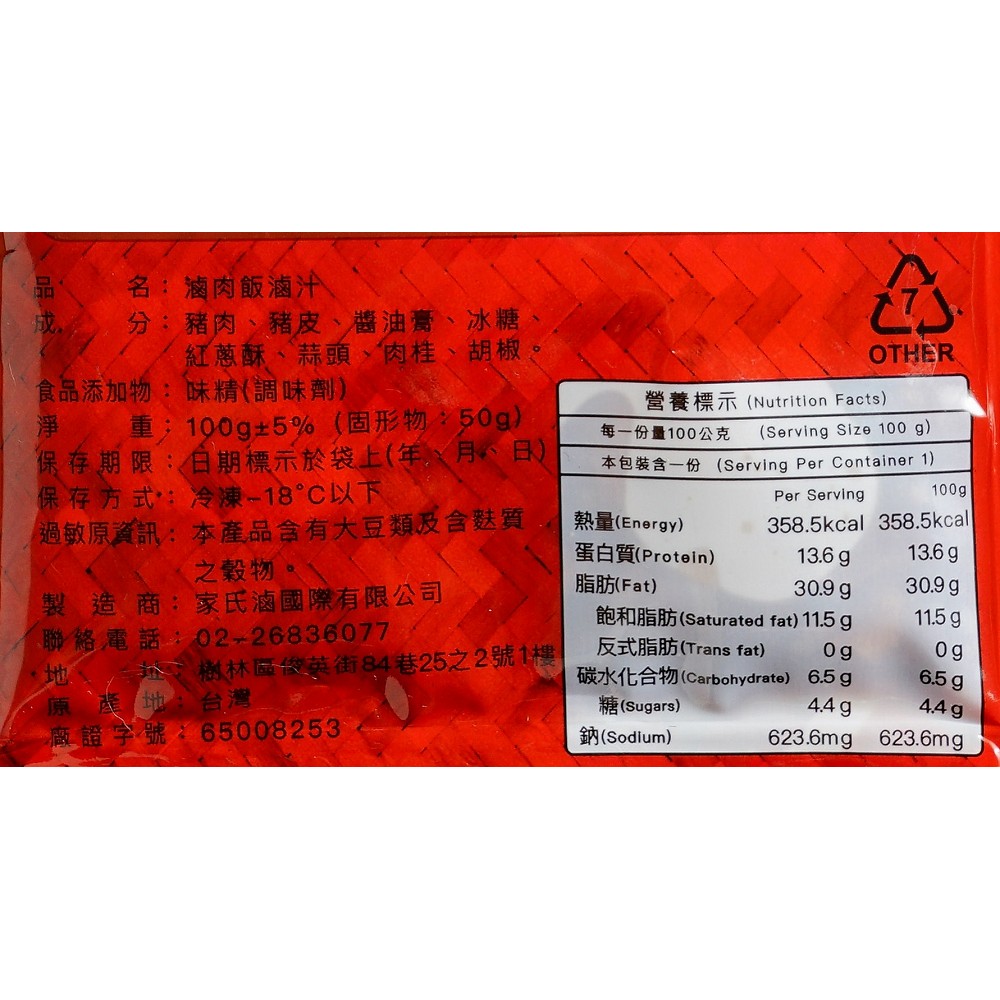 品名：滷肉飯滷汁
成分：豬肉、豬皮、醬油膏、冰糖、
紅蔥酥、蒜頭、肉桂、胡椒。
食品添加物：味精(調味劑)
淨重：100g±5% (固形物：50g)
保存期限：日期標示於袋上(年、月、日)
保存方式：冷凍-18°C以下
過敏原資訊：本產品含有大豆類及含麩質
之穀物。
製造商：家氏滷國際有限公司
聯絡電話：02-26836077
地址：樹林區俊英街84巷25之2號1樓
原產地：台灣
廠證字號：65008253
7
OTHER
營養標示 (Nutrition Facts)
每一份量100公克 (Serving Size 100 g)
本包裝含一份 (Serving Per Container 1)
Per Serving 100g
熱量(Energy) 358.5kcal 358.5kcal
蛋白質(Protein) 13.6 g 13.6 g
脂肪(Fat) 30.9 g 30.9 g
飽和脂肪(Saturated fat) 11.5 g 11.5 g
反式脂肪(Trans fat) 0 g 0 g
碳水化合物(Carbohydrate) 6.5 g 6.5 g
糖(Sugars) 4.4 g 4.4 g
鈉(Sodium) 623.6mg 623.6mg